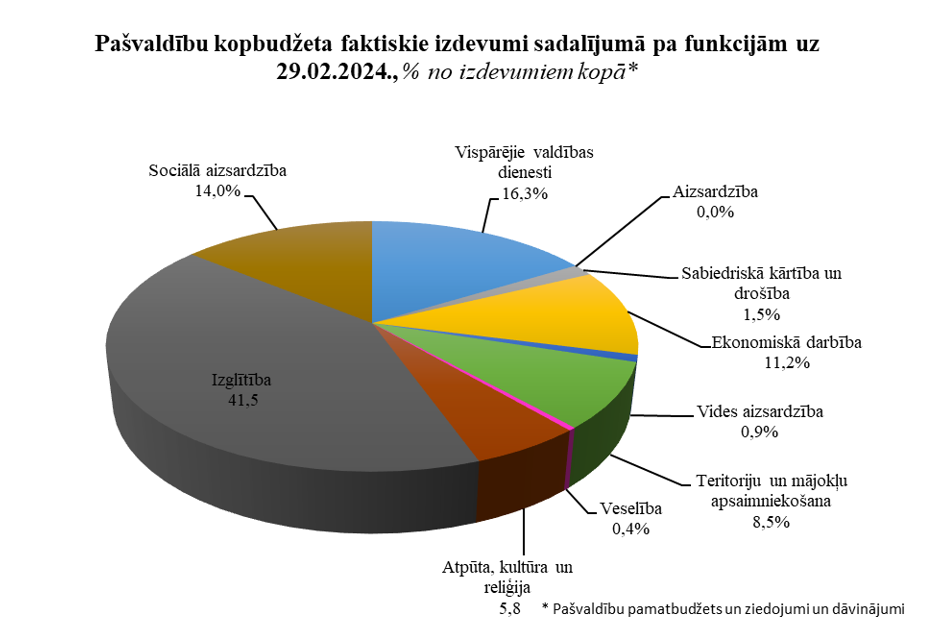 Pašvaldību kopbudžeta faktiskie izdevumi sadalījumā pa funkcijām uz
29.02.2024.,% no izdevumiem kopā*
Vispārējie valdības
dienesti
16,3%
Sociālā aizsardzība
14,0%
Aizsardzība
0,0%
Sabiedriskā kārtība un
drošība
1,5%
Ekonomiskā darbība
11,2%
Izglītība
41,5
Vides aizsardzība
0,9%
Teritoriju un mājokļu
apsaimniekošana
8,5%
Veselība
0,4%
Atpūta, kultūra un
reliģija
5,8
* Pašvaldību pamatbudžets un ziedojumi un dāvinājumi